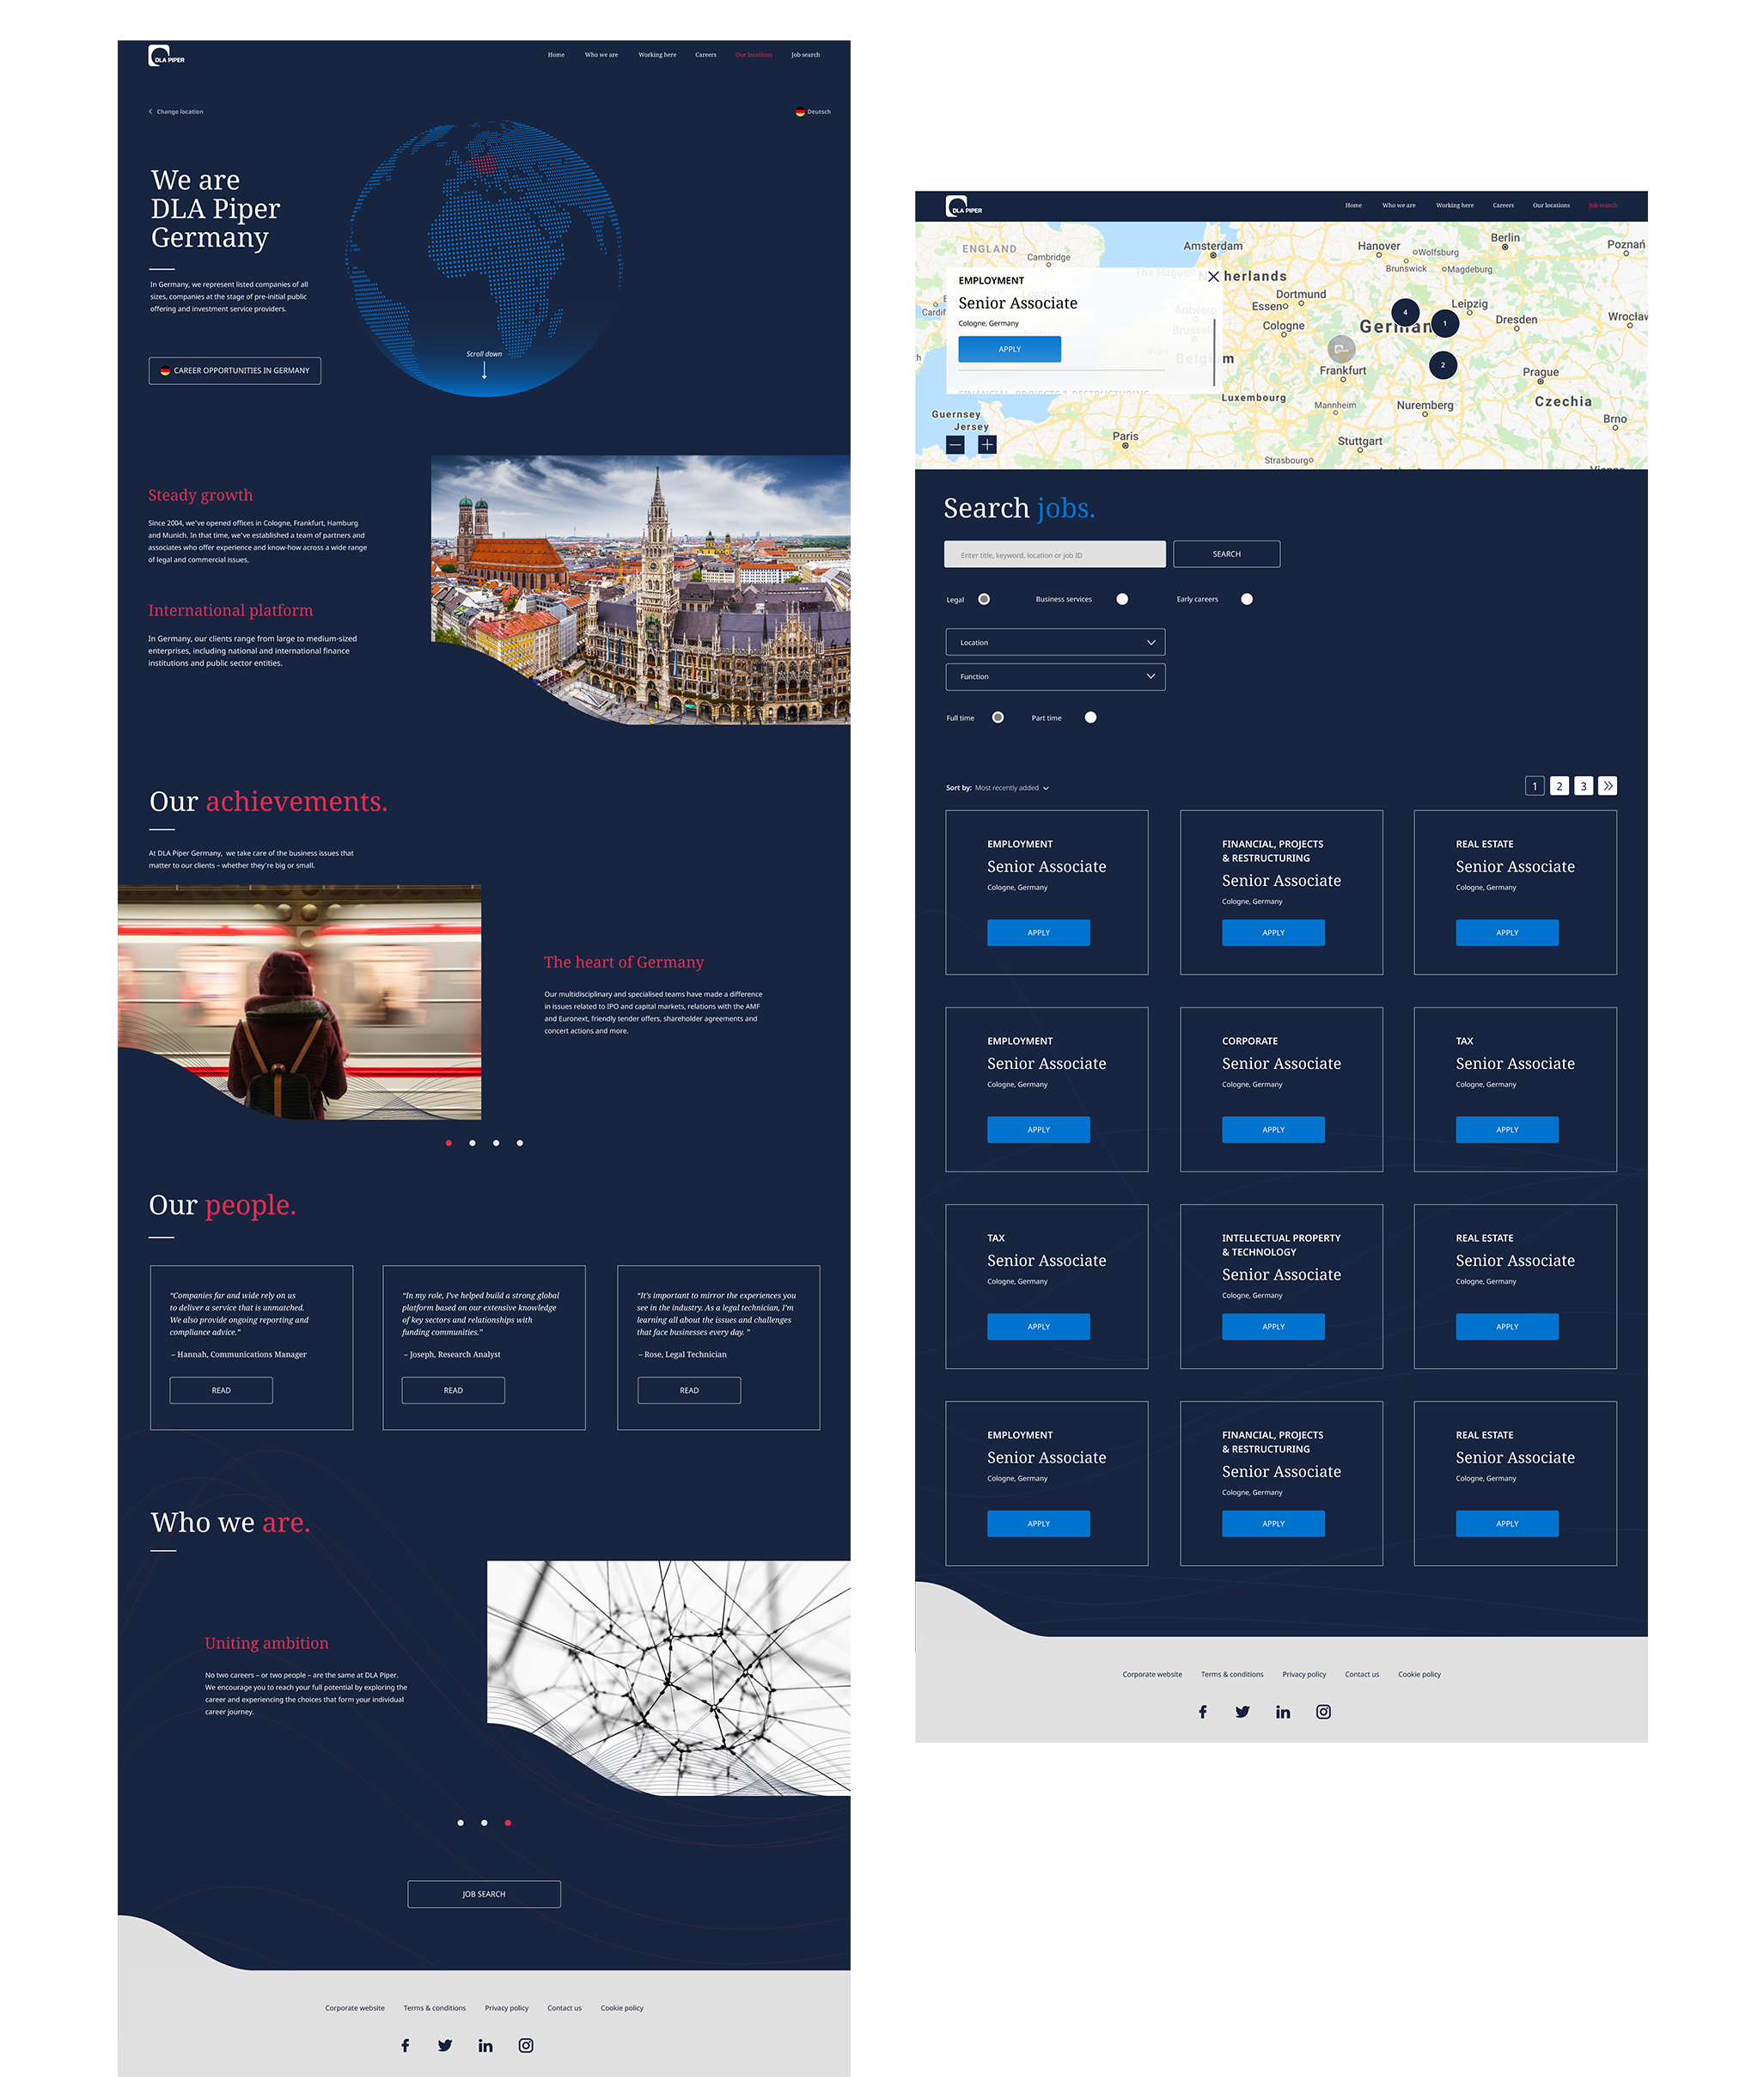 DLA PIPER
Home Who we are Working here Careers Our locations Job search
Change location
Deutsch
We are
DLA Piper
Germany
In Germany, we represent listed companies of all
sizes, companies at the stage of pre-initial public
offering and investment service providers.
CAREER OPPORTUNITIES IN GERMANY
Scroll down
Steady growth
Since 2004, we've opened offices in Cologne, Frankfurt, Hamburg
and Munich. In that time, we've established a team of partners and
associates who offer experience and know-how across a wide range
of legal and commercial issues.
International platform
In Germany, our clients range from large to medium-sized
enterprises, including national and international finance
institutions and public sector entities.
Our achievements.
At DLA Piper Germany, we take care of the business issues that
matter to our clients – whether they're big or small.
The heart of Germany
Our multidisciplinary and specialised teams have made a difference
in issues related to IPO and capital markets, relations with the AMF
and Euronext, friendly tender offers, shareholder agreements and
concert actions and more.
Our people.
“Companies far and wide rely on us
to deliver a service that is unmatched.
We also provide ongoing reporting and
compliance advice.”
– Hannah, Communications Manager
READ
“In my role, I've helped build a strong global
platform based on our extensive knowledge
of key sectors and relationships with
funding communities.”
– Joseph, Research Analyst
READ
“It's important to mirror the experiences you
see in the industry. As a legal technician, I'm
learning all about the issues and challenges
that face businesses every day. ”
– Rose, Legal Technician
READ
Who we are.
Uniting ambition
No two careers – or two people – are the same at DLA Piper.
We encourage you to reach your full potential by exploring the
career and experiencing the choices that form your individual
career journey.
JOB SEARCH
Corporate website Terms & conditions Privacy policy Contact us Cookie policy
DLA PIPER
Home Who we are Working here Careers Our locations Job search
ENGLAND
Cambridge
Amsterdam
The Hague
herlands
Hanover
Wolfsburg
Berlin
Poznań
Brunswick
Magdeburg
Dortmund
Essen
Leipzig
Cologne
Dresden
Antwerp
Brussel
Belgium
4
1
2
Frankfurt
Prague
Luxembourg
Mannheim
Nuremberg
Czechia
Brno
Guernsey
Jersey
Paris
Stuttgart
Strasbourg
EMPLOYMENT
Senior Associate
Cologne, Germany
APPLY
FINANCIAL, PROJECTS & RESTRUCTURING
Search jobs.
Enter title, keyword, location or job ID
SEARCH
Legal Business services Early careers
Location
Function
Full time Part time
Sort by: Most recently added
1 2 3
EMPLOYMENT
Senior Associate
Cologne, Germany
APPLY
FINANCIAL, PROJECTS
& RESTRUCTURING
Senior Associate
Cologne, Germany
APPLY
REAL ESTATE
Senior Associate
Cologne, Germany
APPLY
EMPLOYMENT
Senior Associate
Cologne, Germany
APPLY
CORPORATE
Senior Associate
Cologne, Germany
APPLY
TAX
Senior Associate
Cologne, Germany
APPLY
TAX
Senior Associate
Cologne, Germany
APPLY
INTELLECTUAL PROPERTY
& TECHNOLOGY
Senior Associate
Cologne, Germany
APPLY
REAL ESTATE
Senior Associate
Cologne, Germany
APPLY
EMPLOYMENT
Senior Associate
Cologne, Germany
APPLY
FINANCIAL, PROJECTS
& RESTRUCTURING
Senior Associate
Cologne, Germany
APPLY
REAL ESTATE
Senior Associate
Cologne, Germany
APPLY
Corporate website Terms & conditions Privacy policy Contact us Cookie policy